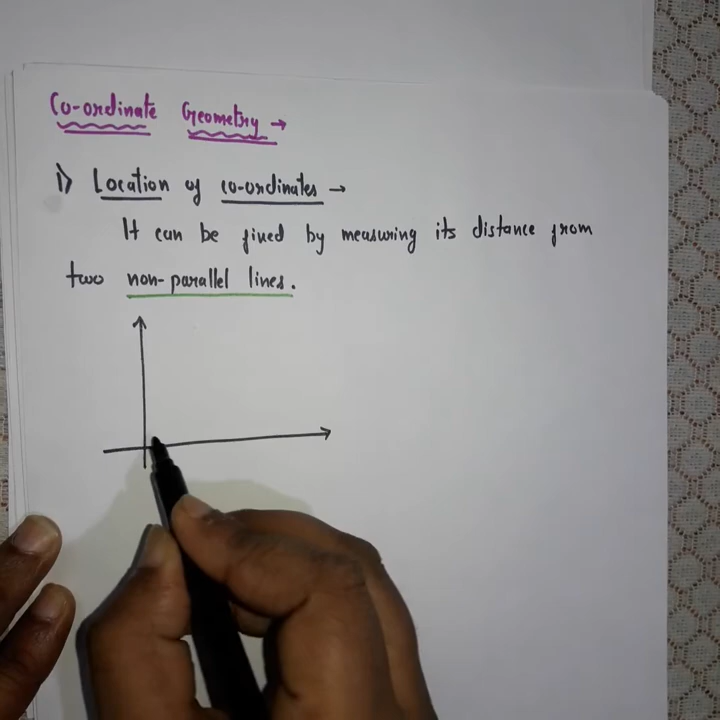 Co-ordinate Geometry →
1) Location of co-ordinates →
It can be fixed by measuring its distance from
two non-parallel lines.